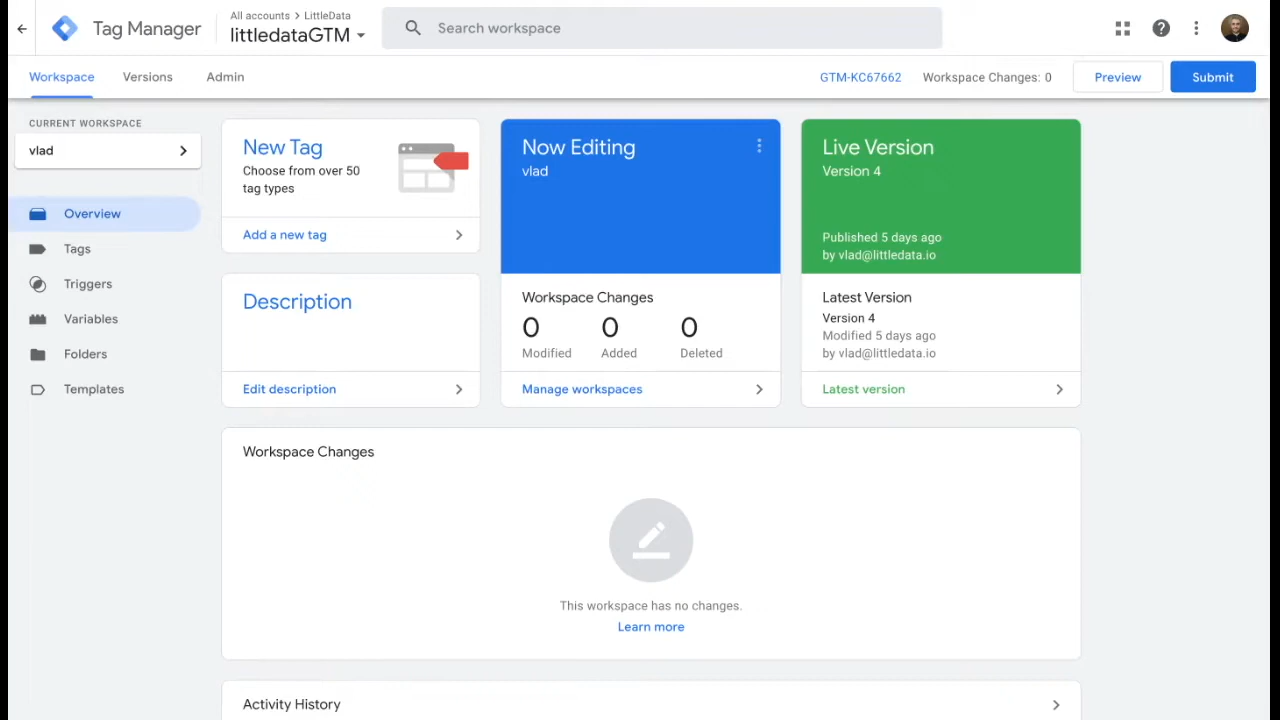 Tag Manager
All accounts > LittleData
littledataGTM
Search workspace
Workspace
Versions
Admin
GTM-KC67662
Workspace Changes: 0
Preview
Submit
CURRENT WORKSPACE
vlad
Overview
Tags
Triggers
Variables
Folders
Templates
New Tag
Choose from over 50
tag types
Add a new tag
Description
Edit description
Now Editing
vlad
Workspace Changes
0
Modified
0
Added
0
Deleted
Manage workspaces
Live Version
Version 4
Published 5 days ago
by vlad@littledata.io
Latest Version
Version 4
Modified 5 days ago
by vlad@littledata.io
Latest version
Workspace Changes
This workspace has no changes.
Learn more
Activity History